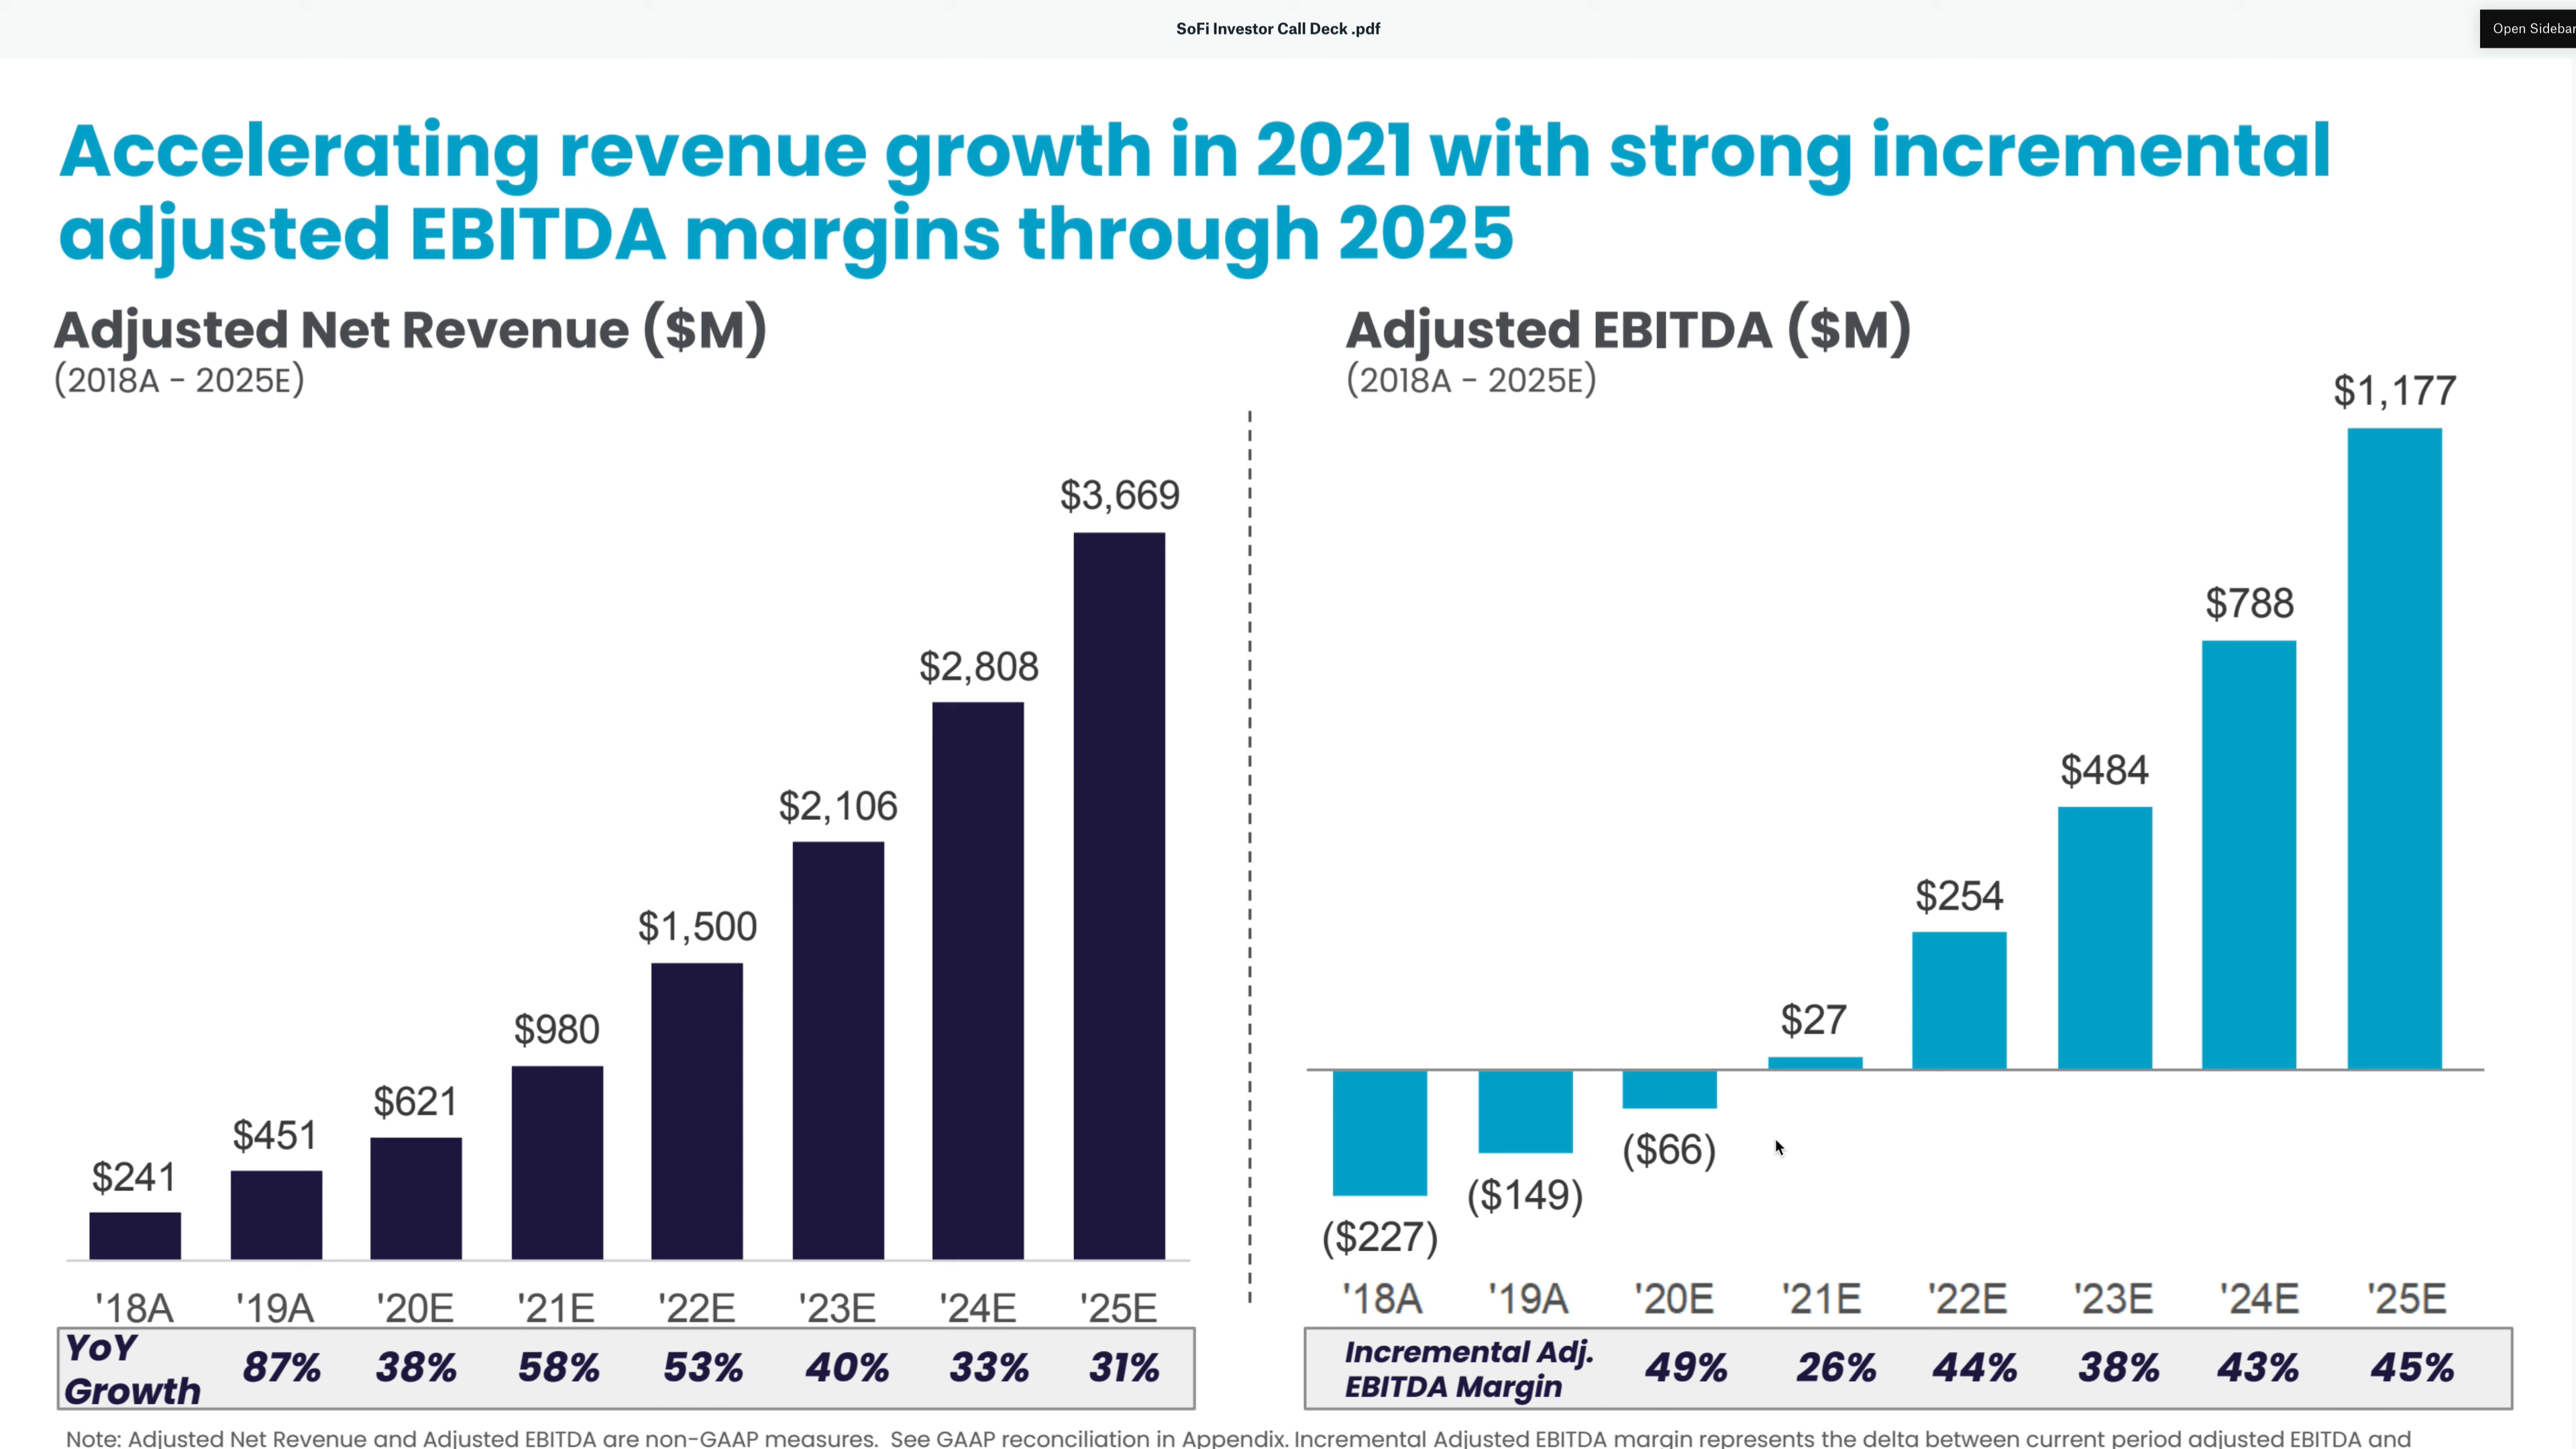 SoFi Investor Call Deck .pdf
Open Sidebar
Accelerating revenue growth in 2021 with strong incremental
adjusted EBITDA margins through 2025
Adjusted Net Revenue ($M)
(2018A - 2025E)
$241
$451
$621
$980
$1,500
$2,106
$2,808
$3,669
'18A '19A '20E '21E '22E '23E '24E '25E
YoY
Growth
87% 38% 58% 53% 40% 33% 31%
Adjusted EBITDA ($M)
(2018A - 2025E)
($227)
($149)
($66)
$27
$254
$484
$788
$1,177
'18A '19A '20E '21E '22E '23E '24E '25E
Incremental Adj.
EBITDA Margin
49% 26% 44% 38% 43% 45%
Note: Adjusted Net Revenue and Adjusted EBITDA are non-GAAP measures. See GAAP reconciliation in Appendix. Incremental Adjusted EBITDA margin represents the delta between current period adjusted EBITDA and